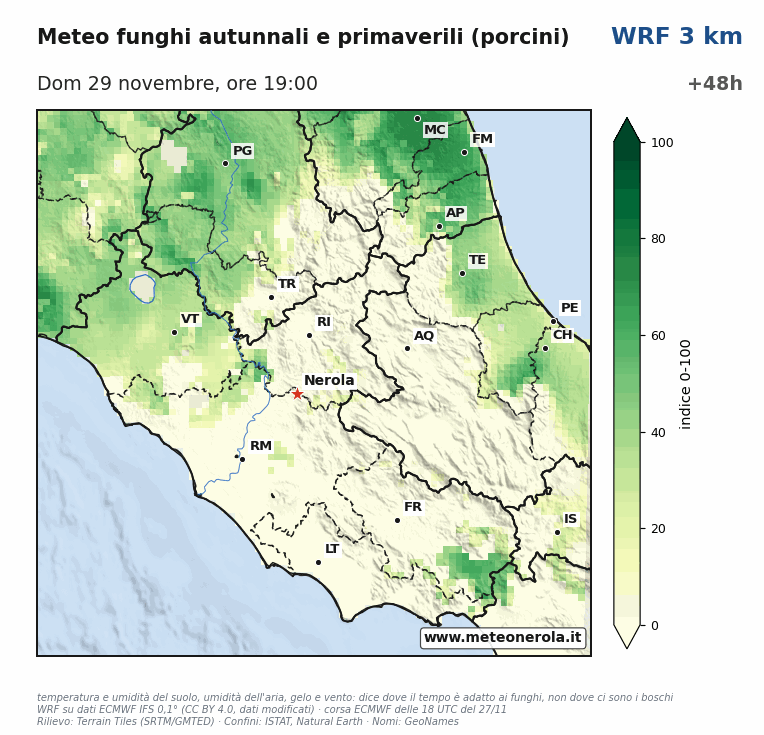 Meteo funghi autunnali e primaverili (porcini) WRF 3 km
Dom 29 novembre, ore 19:00 +48h
MC
FM
PG
AP
TE
TR
PE
VT
RI
AQ
CH
Nerola
RM
FR
IS
LT
www.meteonerola.it
100
80
60
40
20
0
indice 0-100
temperatura e umidità del suolo, umidità dell'aria, gelo e vento: dice dove il tempo è adatto ai funghi, non dove ci sono i boschi
WRF su dati ECMWF IFS 0,1° (CC BY 4.0, dati modificati) · corsa ECMWF delle 18 UTC del 27/11
Rilievo: Terrain Tiles (SRTM/GMTED) · Confini: ISTAT, Natural Earth · Nomi: GeoNames